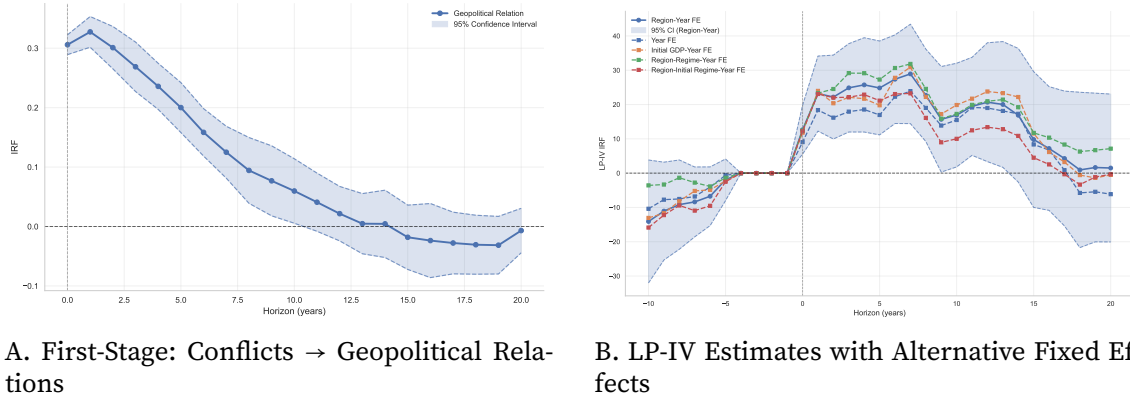 Geopolitical Relation
95% Confidence Interval
0.3
0.2
0.1
0.0
−0.1
IRF
0.0 2.5 5.0 7.5 10.0 12.5 15.0 17.5 20.0
Horizon (years)
A. First-Stage: Conflicts → Geopolitical Rela-
tions
Region-Year FE
95% CI (Region-Year)
Year FE
Initial GDP-Year FE
Region-Regime-Year FE
Region-Initial Regime-Year FE
40
30
20
10
0
−10
−20
−30
LP-IV IRF
−10 −5 0 5 10 15 20
Horizon (years)
B. LP-IV Estimates with Alternative Fixed Ef
fects